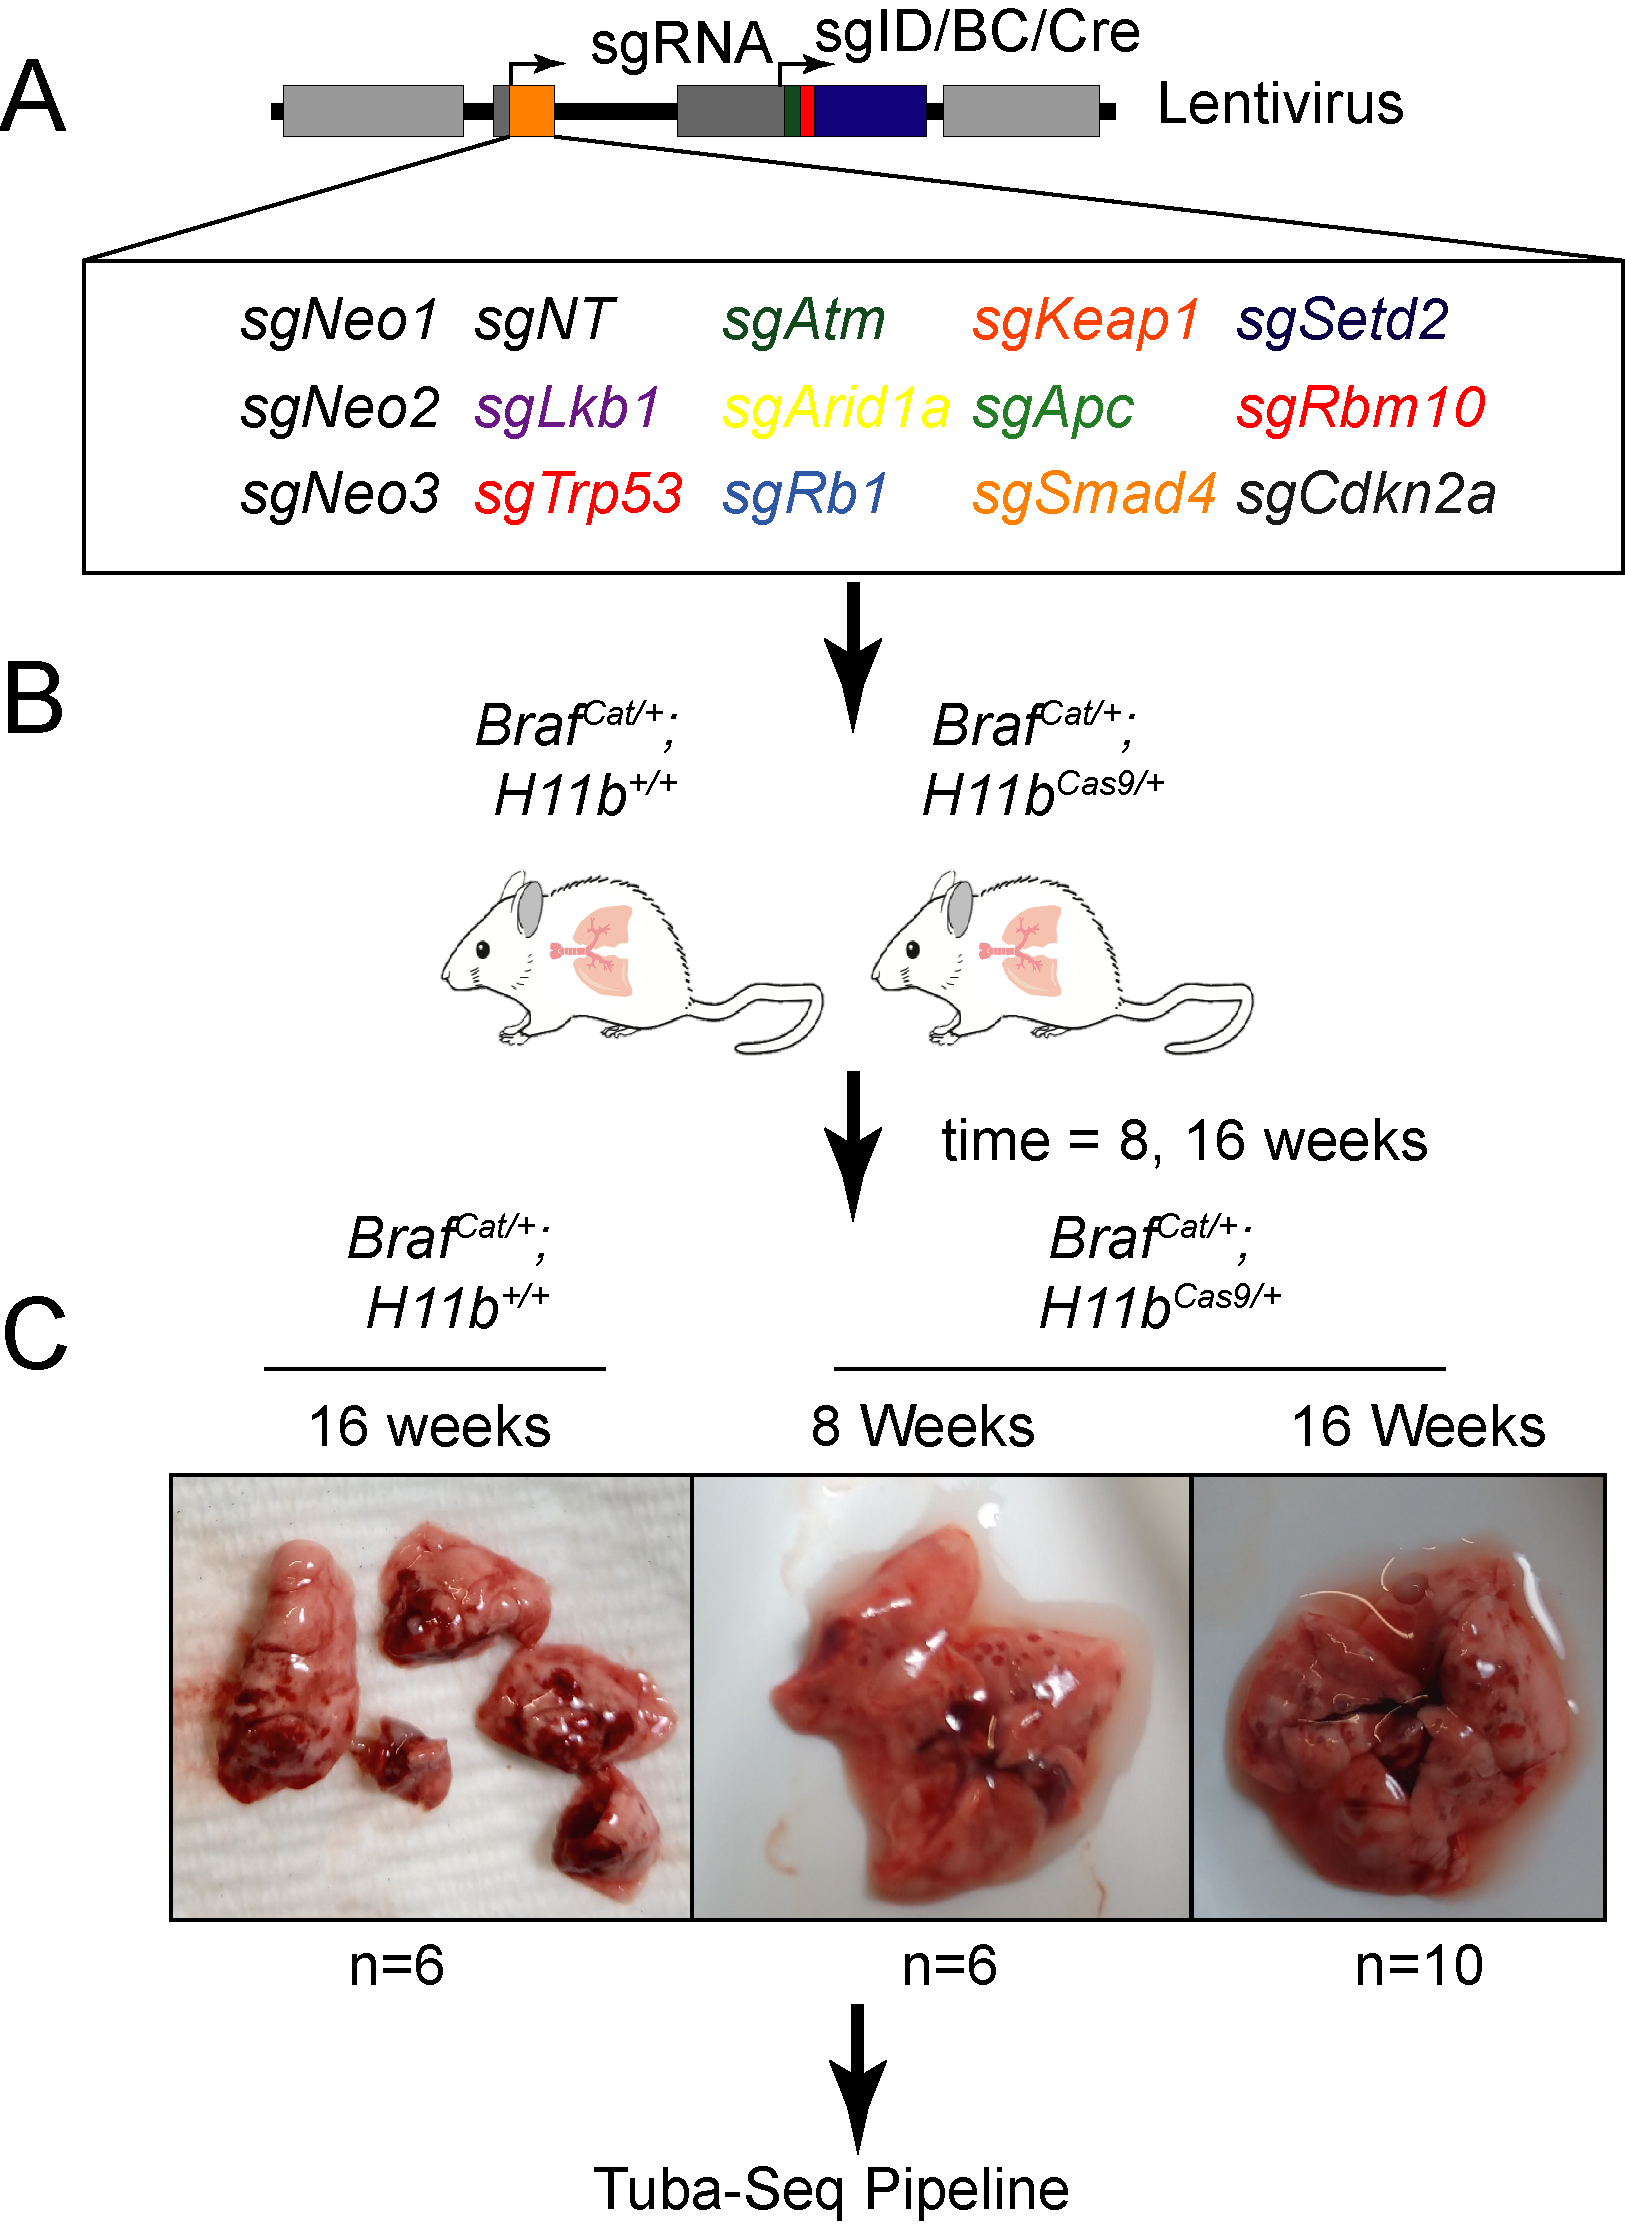 A
sgRNA
sgID/BC/Cre
Lentivirus
sgNeo1 sgNT sgAtm sgKeap1 sgSetd2
sgNeo2 sgLkb1 sgArid1a sgApc sgRbm10
sgNeo3 sgTrp53 sgRb1 sgSmad4 sgCdkn2a
B
Braf^Cat/+; Braf^Cat/+;
H11b^+/+ H11b^Cas9/+
time = 8, 16 weeks
Braf^Cat/+; Braf^Cat/+;
H11b^+/+ H11b^Cas9/+
C
16 weeks 8 Weeks 16 Weeks
n=6 n=6 n=10
Tuba-Seq Pipeline